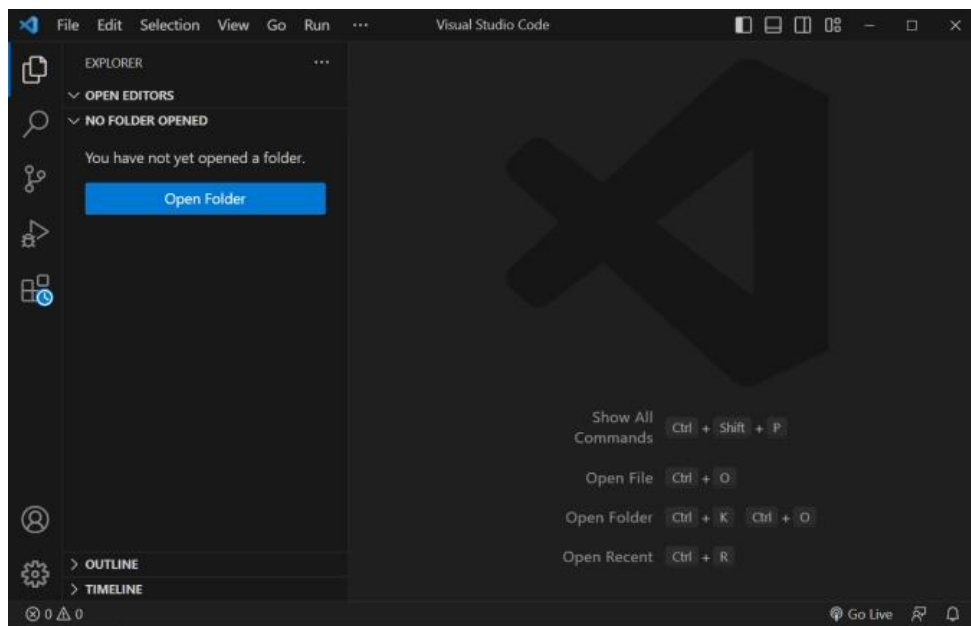 File Edit Selection View Go Run ··· Visual Studio Code
EXPLORER ···
OPEN EDITORS
NO FOLDER OPENED
You have not yet opened a folder.
Open Folder
Show All
Commands Ctrl + Shift + P
Open File Ctrl + O
Open Folder Ctrl + K Ctrl + O
Open Recent Ctrl + R
OUTLINE
TIMELINE
0 0 Go Live